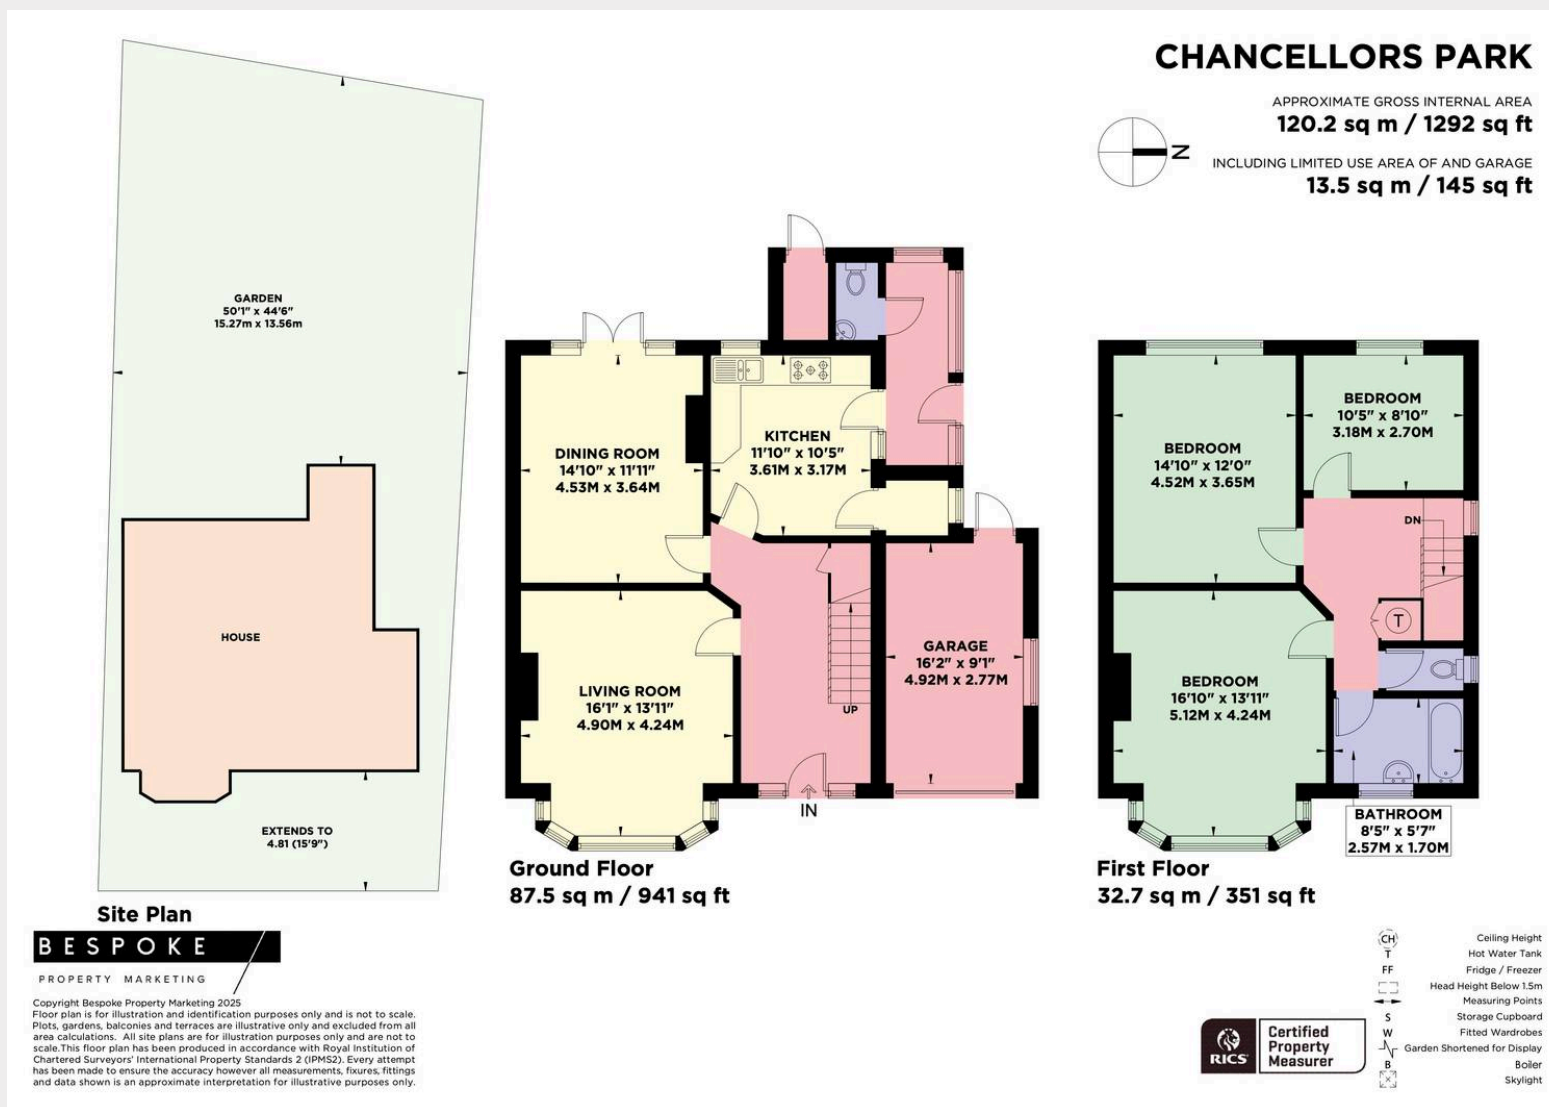 CHANCELLORS PARK
APPROXIMATE GROSS INTERNAL AREA
120.2 sq m / 1292 sq ft
INCLUDING LIMITED USE AREA OF AND GARAGE
13.5 sq m / 145 sq ft
N
GARDEN
50'1" x 44'6"
15.27m x 13.56m
HOUSE
EXTENDS TO
4.81 (15'9")
Site Plan
DINING ROOM
14'10" x 11'11"
4.53M x 3.64M
KITCHEN
11'10" x 10'5"
3.61M x 3.17M
LIVING ROOM
16'1" x 13'11"
4.90M x 4.24M
GARAGE
16'2" x 9'1"
4.92M x 2.77M
UP
IN
Ground Floor
87.5 sq m / 941 sq ft
BEDROOM
14'10" x 12'0"
4.52M x 3.65M
BEDROOM
10'5" x 8'10"
3.18M x 2.70M
DN
T
BEDROOM
16'10" x 13'11"
5.12M x 4.24M
BATHROOM
8'5" x 5'7"
2.57M x 1.70M
First Floor
32.7 sq m / 351 sq ft
BESPOKE
PROPERTY MARKETING
Copyright Bespoke Property Marketing 2025
Floor plan is for illustration and identification purposes only and is not to scale.
Plots, gardens, balconies and terraces are illustrative only and excluded from all
area calculations. All site plans are for illustration purposes only and are not to
scale.This floor plan has been produced in accordance with Royal Institution of
Chartered Surveyors' International Property Standards 2 (IPMS2). Every attempt
has been made to ensure the accuracy however all measurements, fixures, fittings
and data shown is an approximate interpretation for illustrative purposes only.
RICS
Certified
Property
Measurer
CH Ceiling Height
T Hot Water Tank
FF Fridge / Freezer
Head Height Below 1.5m
Measuring Points
S Storage Cupboard
W Fitted Wardrobes
Garden Shortened for Display
B Boiler
Skylight